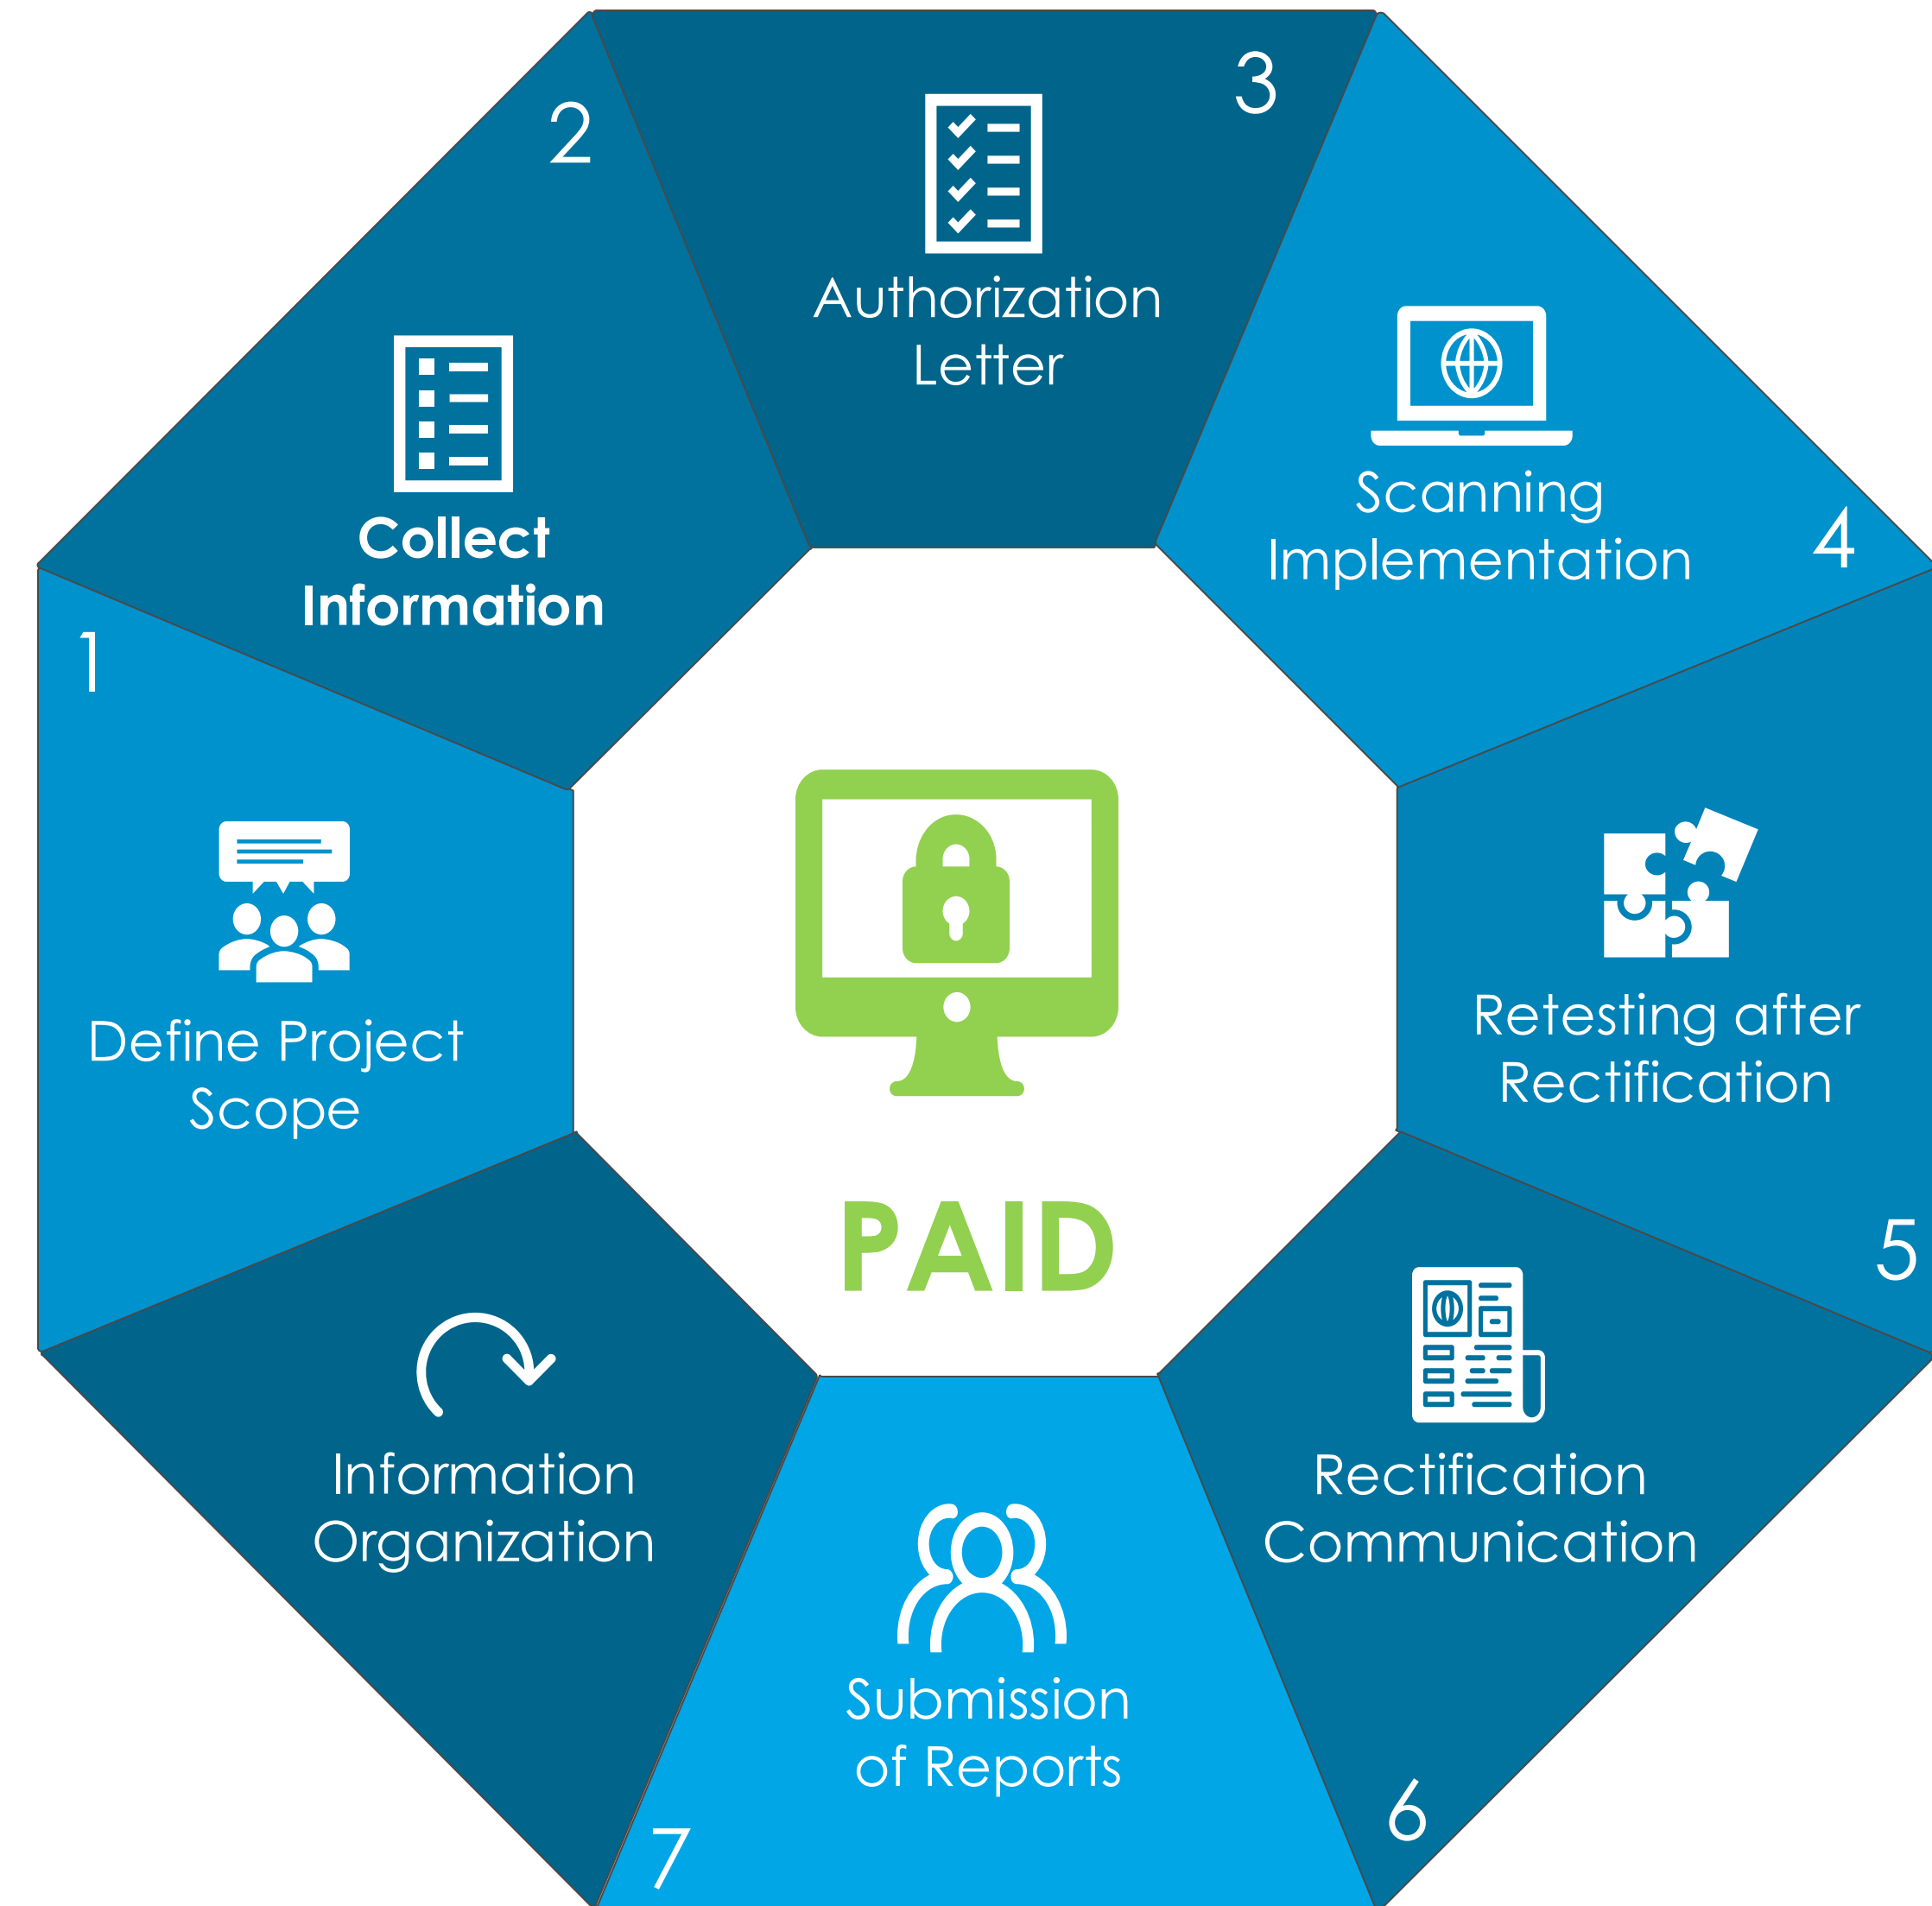 1
Define Project
Scope
2
Collect
Information
3
Authorization
Letter
4
Scanning
Implementation
5
Retesting after
Rectification
6
Rectification
Communication
7
Submission
of Reports
Information
Organization
PAID